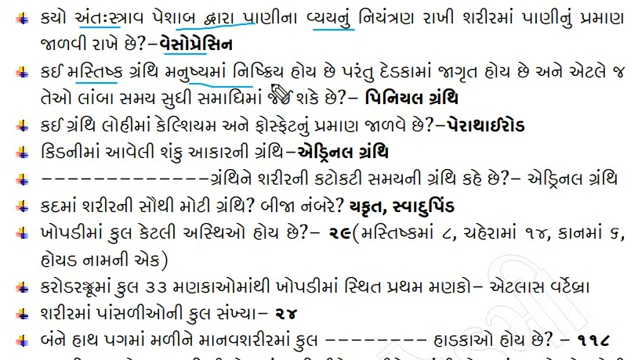 કયો અંતઃસ્ત્રાવ પેશાબ દ્વારા પાણીના વ્યયનું નિયંત્રણ રાખી શરીરમાં પાણીનું પ્રમાણ
જાળવી રાખે છે?–વેસોપ્રેસિન
કઈ મસ્તિષ્ક ગ્રંથિ મનુષ્યમાં નિષ્ક્રિય હોય છે પરંતુ દેડકામાં જાગૃત હોય છે અને એટલે જ
તેઓ લાંબા સમય સુધી સમાધિમાં જઈ શકે છે?– પિનિયલ ગ્રંથિ
કઈ ગ્રંથિ લોહીમાં કેલ્શિયમ અને ફોસ્ફેટનું પ્રમાણ જાળવે છે?–પેરાથાઈરોડ
કિડનીમાં આવેલી શંકુ આકારની ગ્રંથિ–એડ્રિનલ ગ્રંથિ
–––––––––––––ગ્રંથિને શરીરની કટોકટી સમયની ગ્રંથિ કહે છે?– એડ્રિનલ ગ્રંથિ
કદમાં શરીરની સૌથી મોટી ગ્રંથિ? બીજા નંબરે? યકૃત, સ્વાદુપિંડ
ખોપડીમાં કુલ કેટલી અસ્થિઓ હોય છે?– ૨૯(મસ્તિષ્કમાં ૮, ચહેરામાં ૧૪, કાનમાં ૬,
હોયડ નામની એક)
કરોડરજ્જૂમાં કુલ ૩૩ મણકાઓમાંથી ખોપડીમાં સ્થિત પ્રથમ મણકો– એટલાસ વર્ટેબ્રા
શરીરમાં પાંસળીઓની કુલ સંખ્યા– ૨૪
બંને હાથ પગમાં મળીને માનવશરીરમાં કુલ –––––––– હાડકાઓ હોય છે? – ૧૧૮